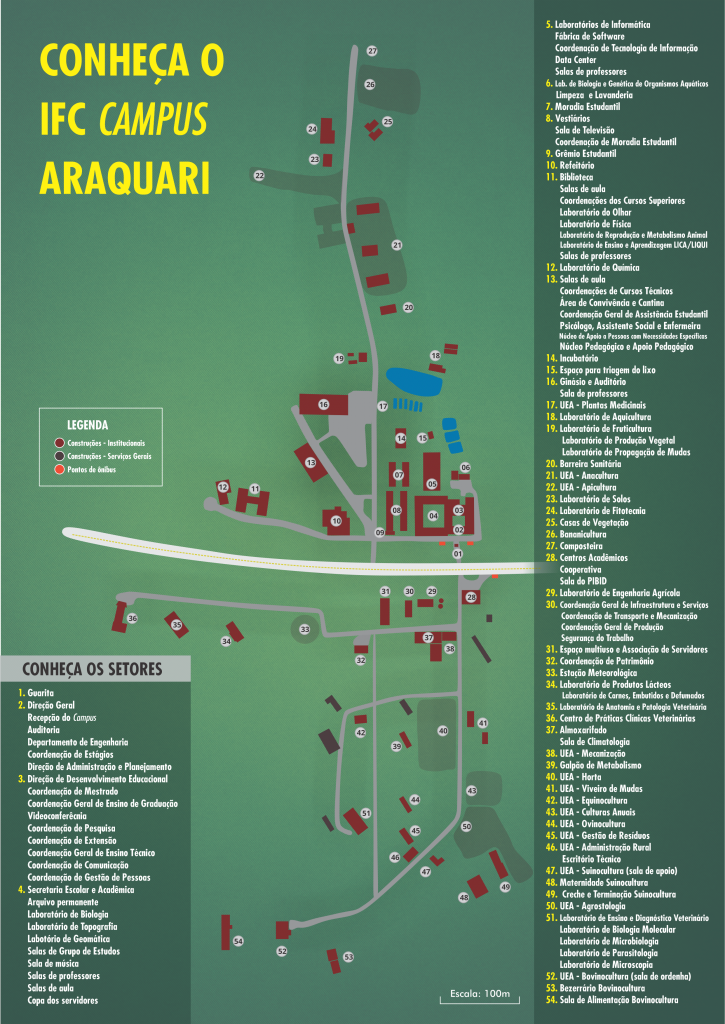 CONHEÇA O
IFC CAMPUS
ARAQUARI
LEGENDA
Construções - Institucionais
Construções - Serviços Gerais
Pontos de ônibus
27
26
25
24
23
22
21
20
19
18
17
16
15
14
13
12
11
10
09
08
07
06
05
04
03
02
01
28
29
30
31
32
33
34
35
36
37
38
39
40
41
42
43
44
45
46
47
48
49
50
51
52
53
54
Escala: 100m
CONHEÇA OS SETORES
1. Guarita
2. Direção Geral
Recepção do Campus
Auditoria
Departamento de Engenharia
Coordenação de Estágios
Direção de Administração e Planejamento
3. Direção de Desenvolvimento Educacional
Coordenação de Mestrado
Coordenação Geral de Ensino de Graduação
Videoconferêcnia
Coordenação de Pesquisa
Coordenação de Extensão
Coordenação Geral de Ensino Técnico
Coordenação de Comunicação
Coordenação de Gestão de Pessoas
4. Secretaria Escolar e Acadêmica
Arquivo permanente
Laboratório de Biologia
Laboratório de Topografia
Labotório de Geomática
Salas de Grupo de Estudos
Sala de música
Salas de professores
Salas de aula
Copa dos servidores
5. Laboratórios de Informática
Fábrica de Software
Coordenação de Tecnologia de Informação
Data Center
Salas de professores
6. Lab. de Biologia e Genética de Organismos Aquáticos
Limpeza e Lavanderia
7. Moradia Estudantil
8. Vestiários
Sala de Televisão
Coordenação de Moradia Estudantil
9. Grêmio Estudantil
10. Refeitório
11. Biblioteca
Salas de aula
Coordenações dos Cursos Superiores
Laboratório do Olhar
Laboratório de Física
Laboratório de Reprodução e Metabolismo Animal
Laboratório de Ensino e Aprendizagem LICA/LIQUI
Salas de professores
12. Laboratório de Química
13. Salas de aula
Coordenações de Cursos Técnicos
Área de Convivência e Cantina
Coordenação Geral de Assistência Estudantil
Psicólogo, Assistente Social e Enfermeira
Núcleo de Apoio a Pessoas com Necesidades Específicas
Núcleo Pedagógico e Apoio Pedagógico
14. Incubatório
15. Espaço para triagem do lixo
16. Ginásio e Auditório
Sala de professores
17. UEA - Plantas Medicinais
18. Laboratório de Aquicultura
19. Laboratório de Fruticultura
Laboratório de Produção Vegetal
Laboratório de Propagação de Mudas
20. Barreira Sanitária
21. UEA - Avacultura
22. UEA - Apicultura
23. Laboratório de Solos
24. Laboratório de Fitotecnia
25. Casas de Vegetação
26. Bananicultura
27. Composteira
28. Centros Acadêmicos
Cooperativa
Sala do PIBID
29. Laboratório de Engenharia Agrícola
30. Coordenação Geral de Infraestrutura e Serviços
Coordenação de Transporte e Mecanização
Coordenação Geral de Produção
Segurança do Trabalho
31. Espaço multiuso e Associação de Servidores
32. Coordenação de Patrimônio
33. Estação Meteorológica
34. Laboratório de Produtos Lácteos
Laboratório de Carnes, Embutidos e Defumados
35. Laboratório de Anatomia e Patologia Veterinária
36. Centro de Práticas Clínicas Veterinárias
37. Almoxarifado
Sala de Climatologia
38. UEA - Mecanização
39. Galpão de Metabolismo
40. UEA - Horta
41. UEA - Viveiro de Mudas
42. UEA - Equinocultura
43. UEA - Culturas Anuais
44. UEA - Ovinocultura
45. UEA - Gestão de Resíduos
46. UEA - Administração Rural
Escritório Técnico
47. UEA - Suinocultura (sala de apoio)
48. Maternidade Suinocultura
49. Creche e Terminação Suinocultura
50. UEA - Agrostologia
51. Laboratório de Ensino e Diagnóstico Veterinário
Laboratório de Biologia Molecular
Laboratório de Microbiologia
Laboratório de Parasitologia
Laboratório de Microscopia
52. UEA - Bovinocultura (sala de ordenha)
53. Bezerrário Bovinocultura
54. Sala de Alimentação Bovinocultura